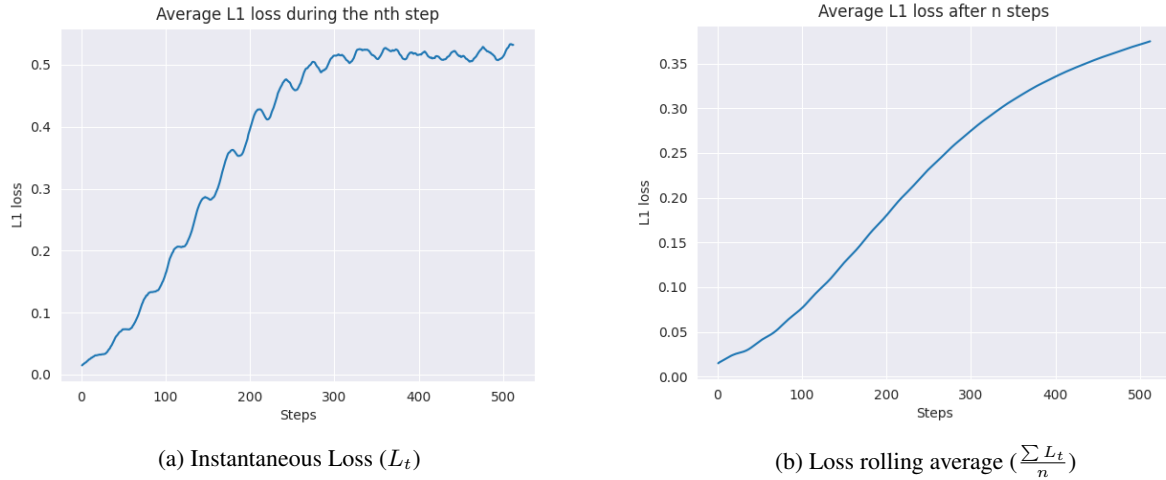 Average L1 loss during the nth step
L1 loss
0.5
0.4
0.3
0.2
0.1
0.0
0 100 200 300 400 500
Steps
(a) Instantaneous Loss (L_t)
Average L1 loss after n steps
L1 loss
0.35
0.30
0.25
0.20
0.15
0.10
0.05
0.00
0 100 200 300 400 500
Steps
(b) Loss rolling average (∑ L_t / n)